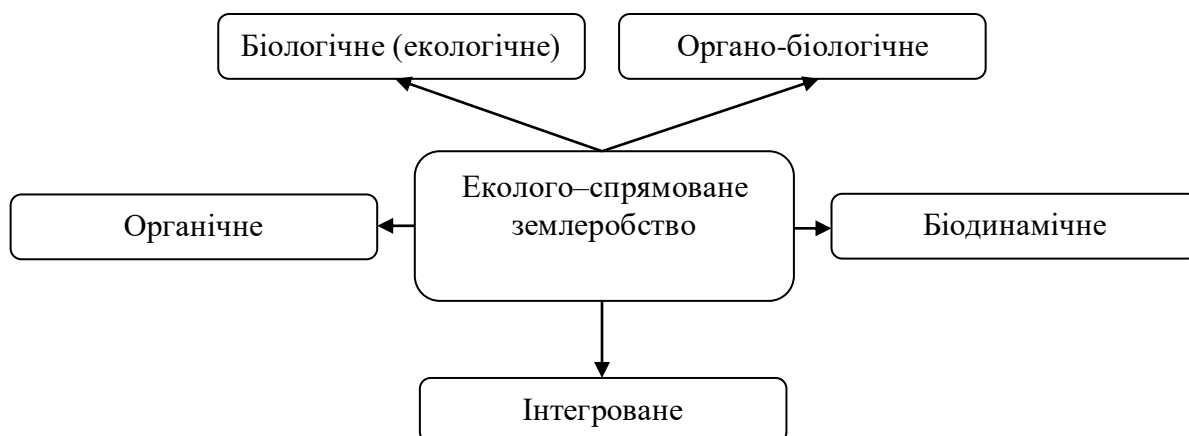 Біологічне (екологічне)
Органо-біологічне
Еколого–спрямоване
землеробство
Органічне
Біодинамічне
Інтегроване